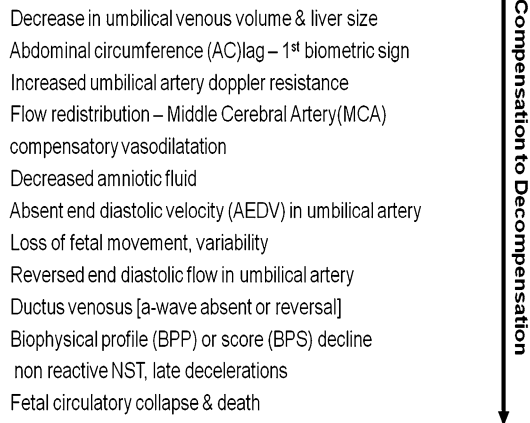 Decrease in umbilical venous volume & liver size
Abdominal circumference (AC)lag – 1st biometric sign
Increased umbilical artery doppler resistance
Flow redistribution – Middle Cerebral Artery(MCA)
compensatory vasodilatation
Decreased amniotic fluid
Absent end diastolic velocity (AEDV) in umbilical artery
Loss of fetal movement, variability
Reversed end diastolic flow in umbilical artery
Ductus venosus [a-wave absent or reversal]
Biophysical profile (BPP) or score (BPS) decline
non reactive NST, late decelerations
Fetal circulatory collapse & death
Compensation to Decompensation